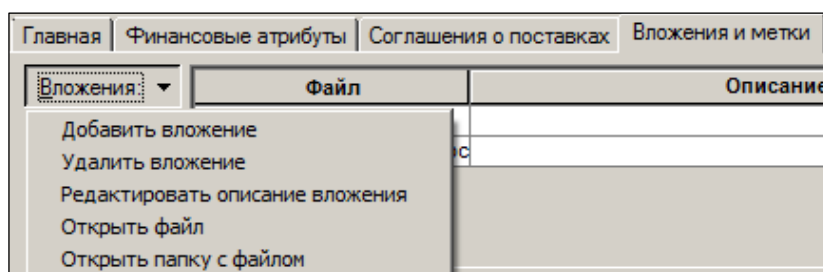 Главная Финансовые атрибуты Соглашения о поставках Вложения и метки
Вложения: Файл Описание
Добавить вложение
Удалить вложение
Редактировать описание вложения
Открыть файл
Открыть папку с файлом